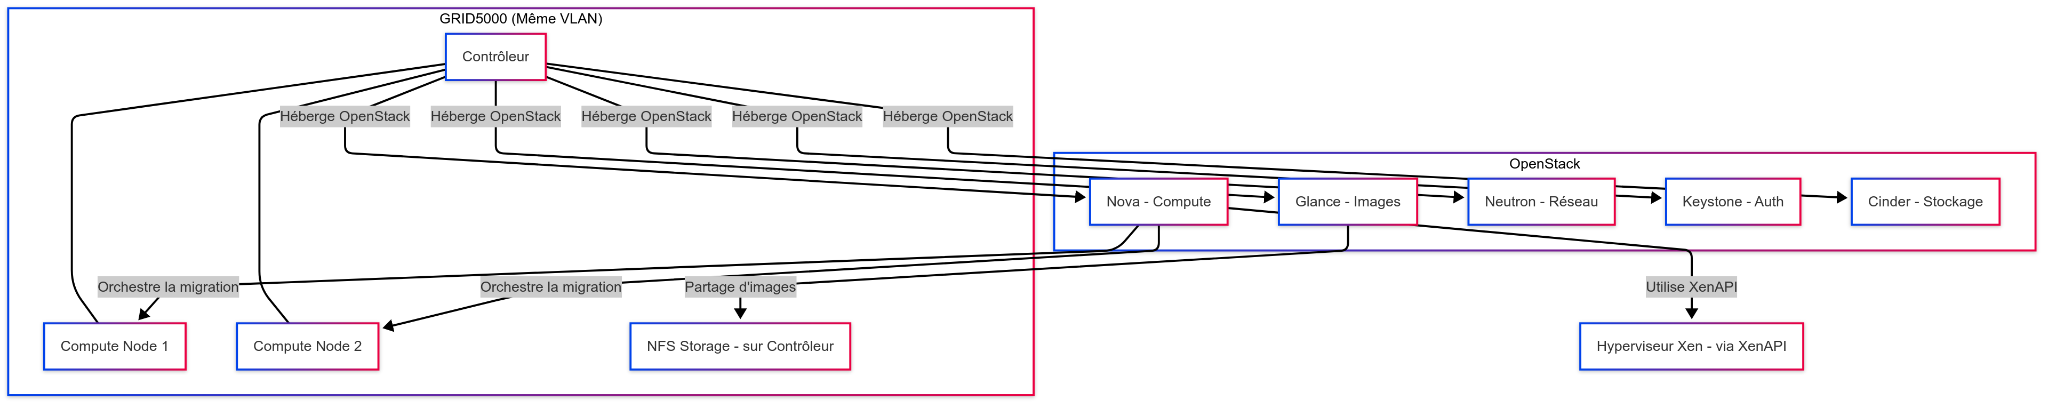 GRID5000 (Même VLAN)
Contrôleur
Héberge OpenStack
Héberge OpenStack
Héberge OpenStack
Héberge OpenStack
Héberge OpenStack
OpenStack
Nova - Compute
Glance - Images
Neutron - Réseau
Keystone - Auth
Cinder - Stockage
Orchestre la migration
Orchestre la migration
Partage d'images
Utilise XenAPI
Compute Node 1
Compute Node 2
NFS Storage - sur Contrôleur
Hyperviseur Xen - via XenAPI